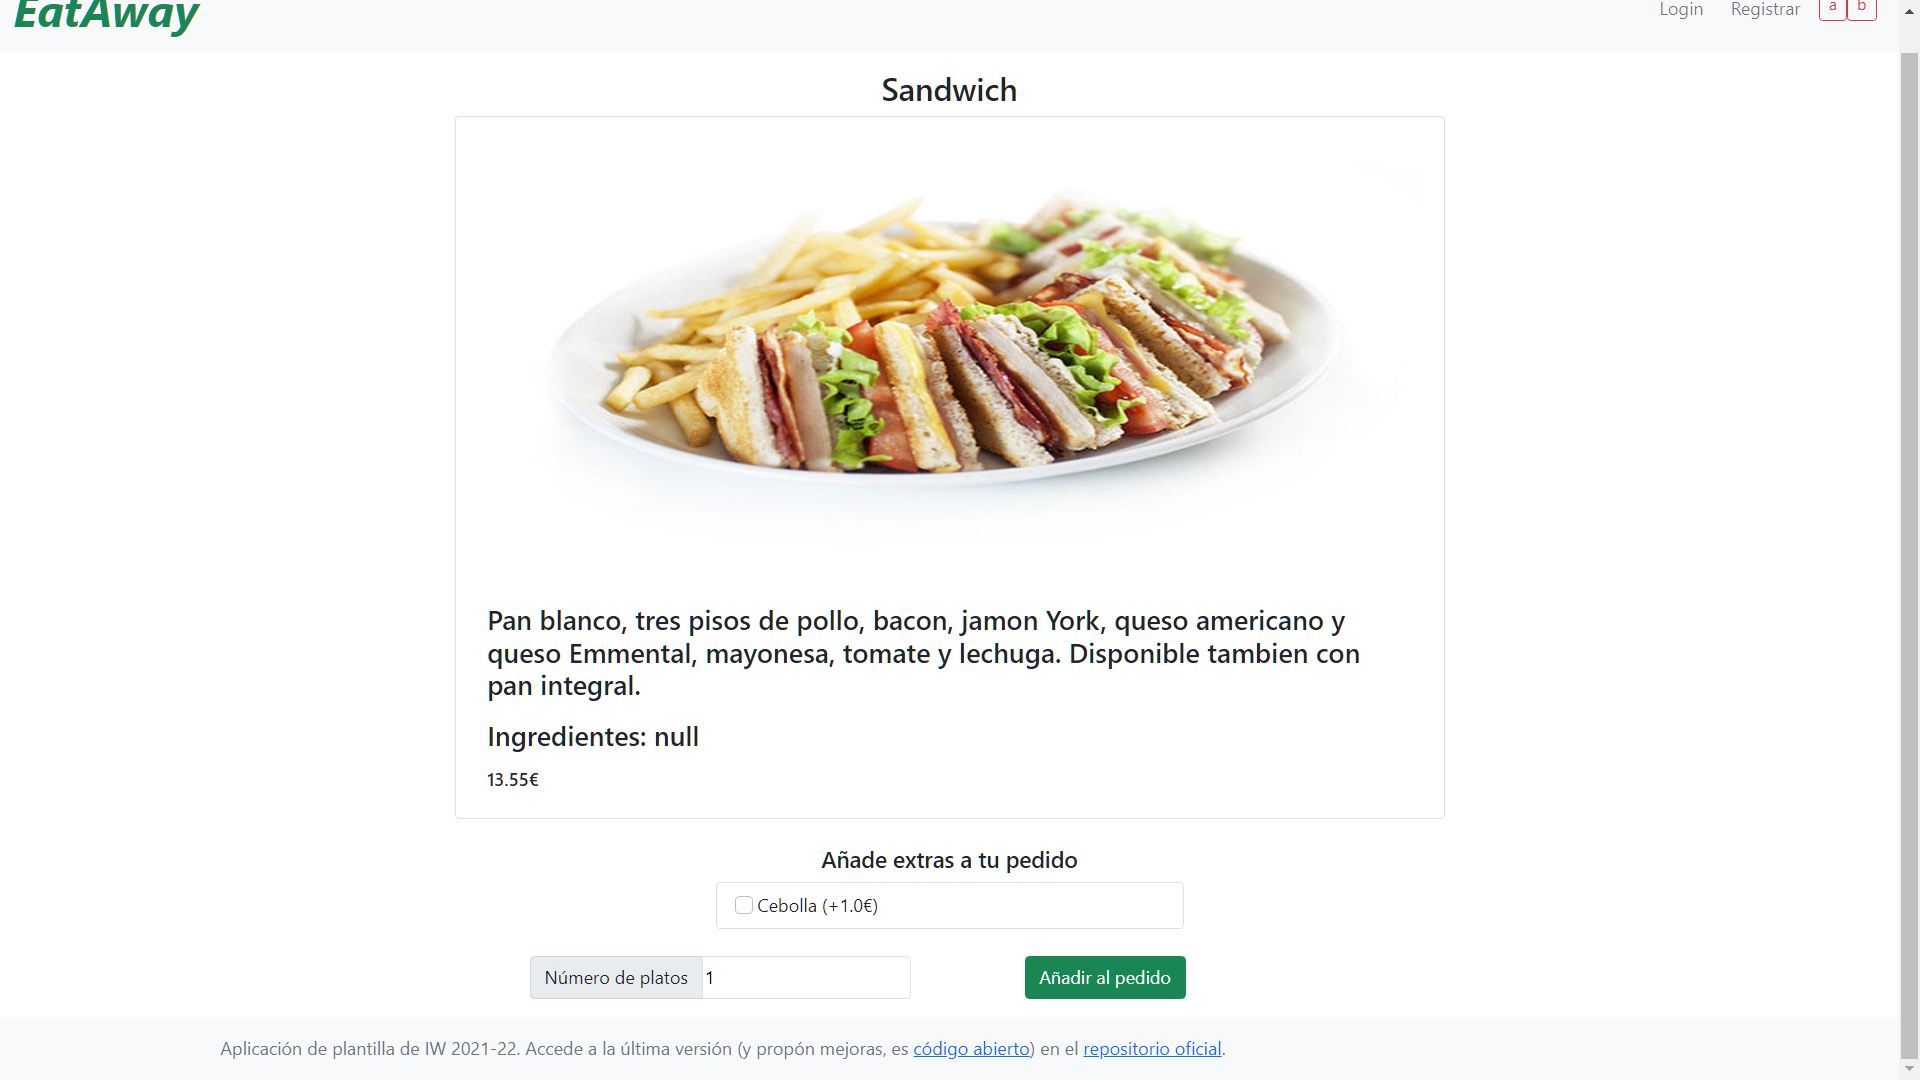 EatAway
Login Registrar a b
Sandwich
Pan blanco, tres pisos de pollo, bacon, jamon York, queso americano y
queso Emmental, mayonesa, tomate y lechuga. Disponible tambien con
pan integral.
Ingredientes: null
13.55€
Añade extras a tu pedido
Cebolla (+1.0€)
Número de platos 1 Añadir al pedido
Aplicación de plantilla de IW 2021-22. Accede a la última versión (y propón mejoras, es código abierto) en el repositorio oficial.